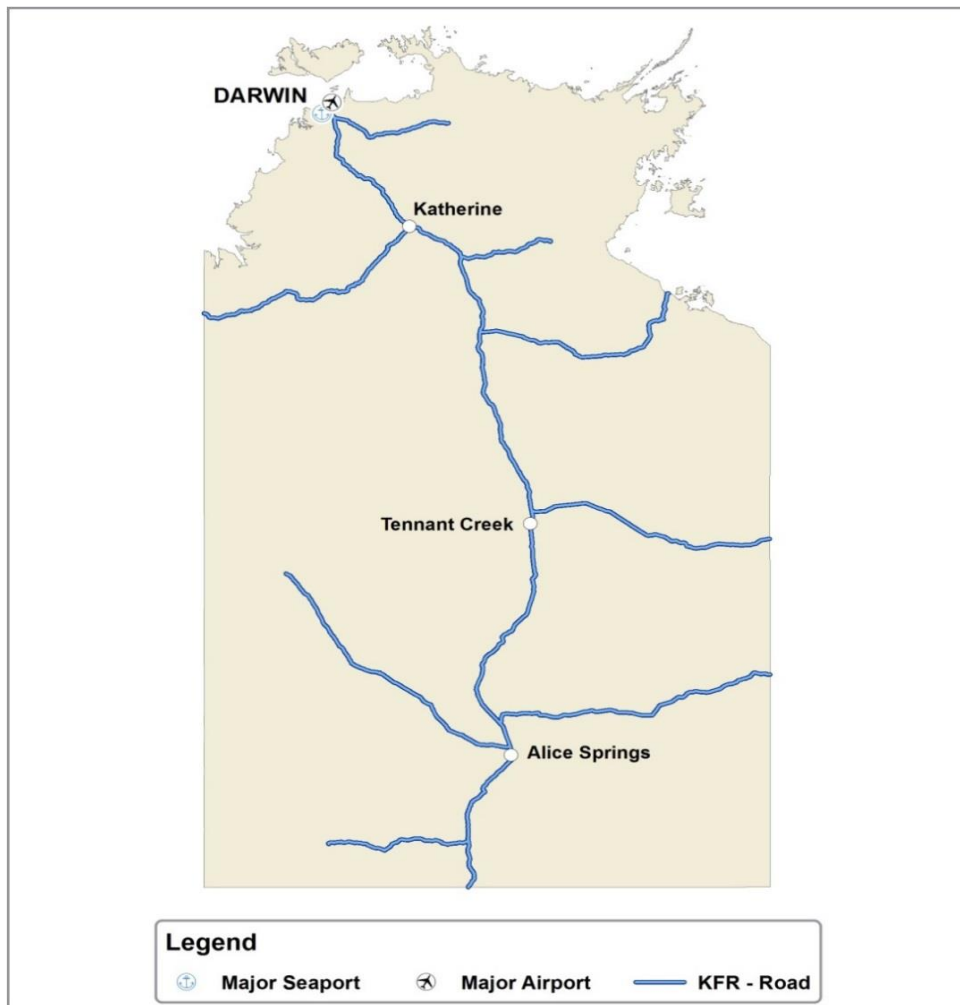 DARWIN
Katherine
Tennant Creek
Alice Springs
Legend
Major Seaport
Major Airport
KFR - Road